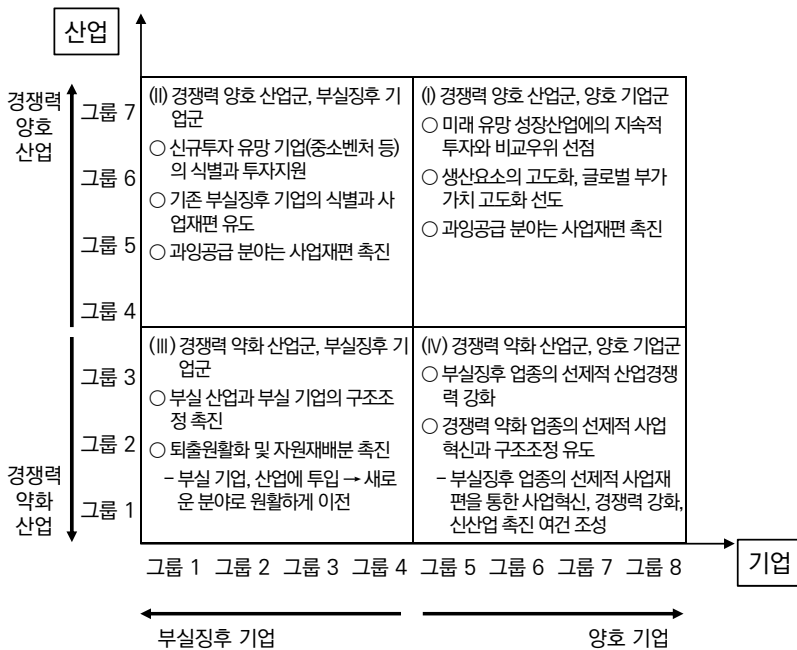 산업
경쟁력
양호
산업
그룹 7
그룹 6
그룹 5
그룹 4
(Ⅱ) 경쟁력 양호 산업군, 부실징후 기
업군
○ 신규투자 유망 기업(중소벤처 등)
의 식별과 투자지원
○ 기존 부실징후 기업의 식별과 사
업재편 유도
○ 과잉공급 분야는 사업재편 촉진
(Ⅰ) 경쟁력 양호 산업군, 양호 기업군
○ 미래 유망 성장산업에의 지속적
투자와 비교우위 선점
○ 생산요소의 고도화, 글로벌 부가
가치 고도화 선도
○ 과잉공급 분야는 사업재편 촉진
경쟁력
약화
산업
그룹 3
그룹 2
그룹 1
(Ⅲ) 경쟁력 약화 산업군, 부실징후 기
업군
○ 부실 산업과 부실 기업의 구조조
정 촉진
○ 퇴출원활화 및 자원재배분 촉진
- 부실 기업, 산업에 투입 → 새로
운 분야로 원활하게 이전
(Ⅳ) 경쟁력 약화 산업군, 양호 기업군
○ 부실징후 업종의 선제적 산업경쟁
력 강화
○ 경쟁력 약화 업종의 선제적 사업
혁신과 구조조정 유도
- 부실징후 업종의 선제적 사업재
편을 통한 사업혁신, 경쟁력 강화,
신산업 촉진 여건 조성
그룹 1 그룹 2 그룹 3 그룹 4 그룹 5 그룹 6 그룹 7 그룹 8
기업
부실징후 기업
양호 기업